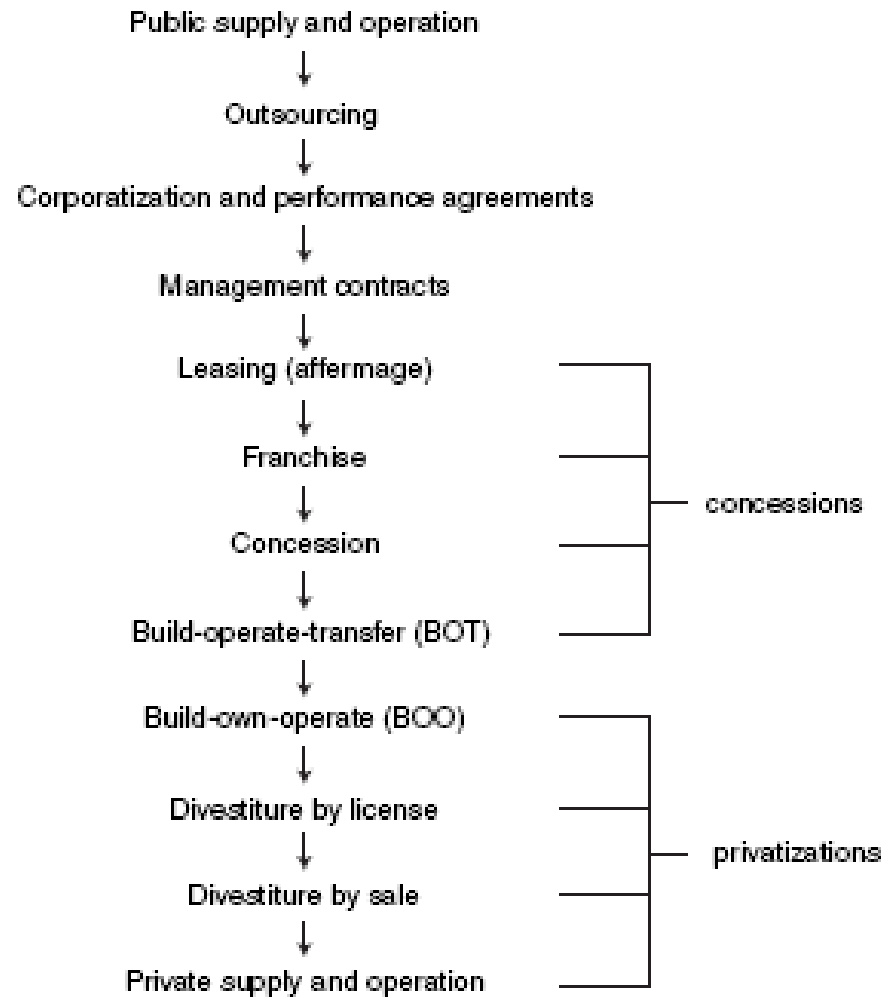 Public supply and operation
Outsourcing
Corporatization and performance agreements
Management contracts
Leasing (affermage)
Franchise
concessions
Concession
Build-operate-transfer (BOT)
Build-own-operate (BOO)
Divestiture by license
privatizations
Divestiture by sale
Private supply and operation